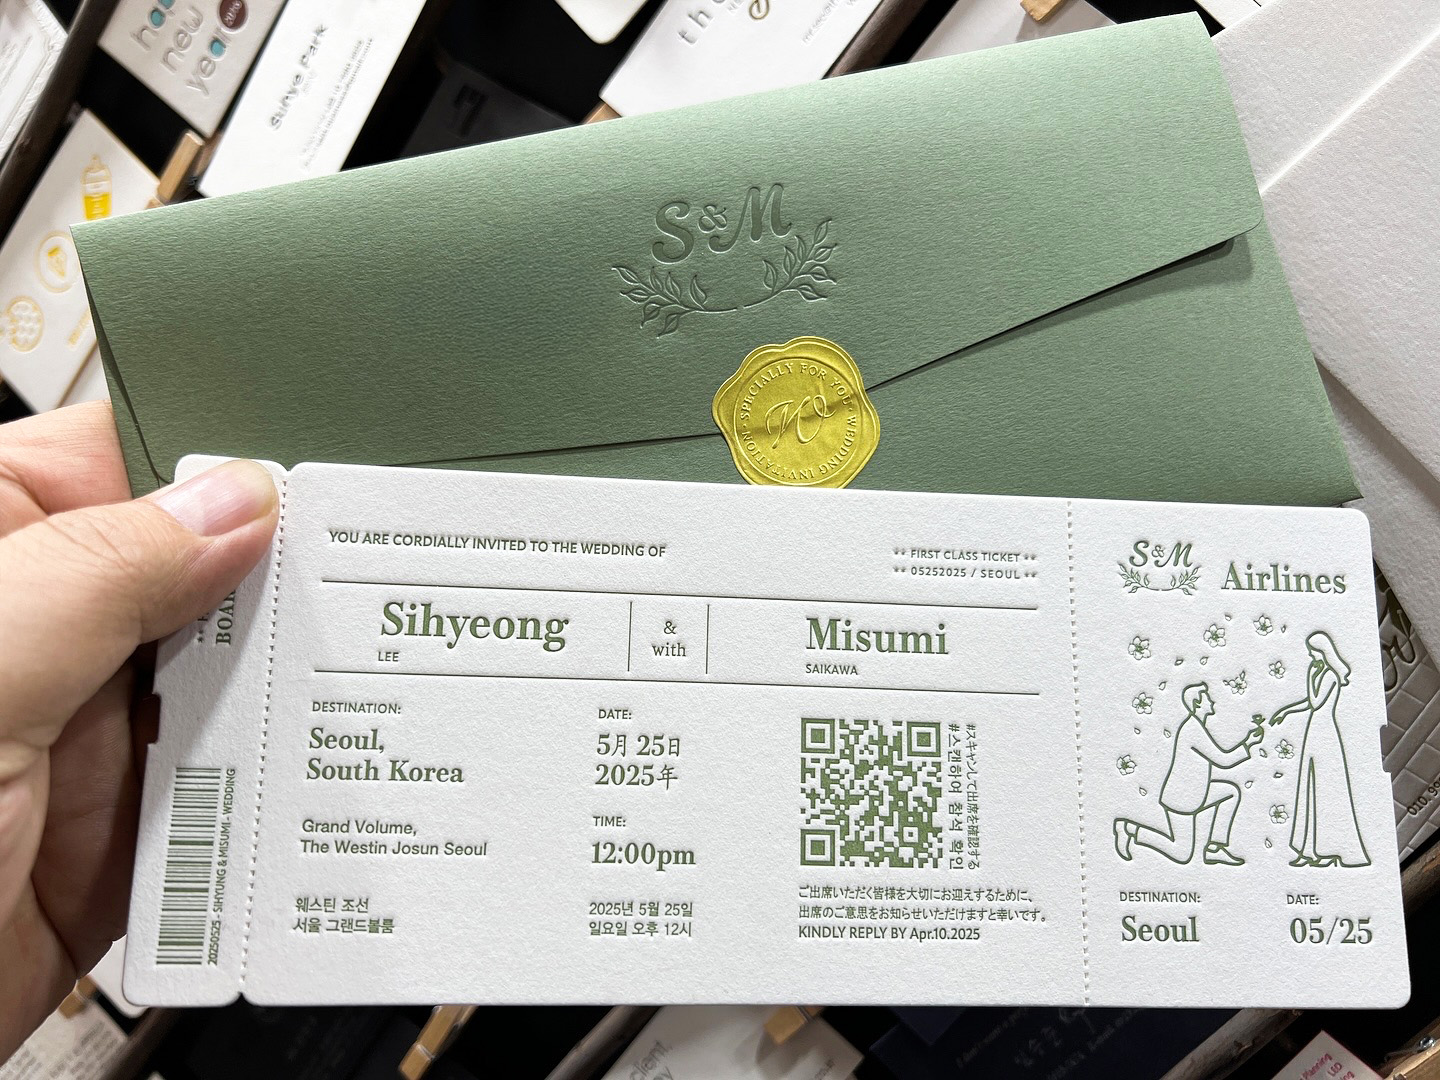 happy
new
year
2026
Sunye Park
S&M
SPECIALLY FOR YOU · WEDDING INVITATION ·
YOU ARE CORDIALLY INVITED TO THE WEDDING OF
** FIRST CLASS TICKET **
** 05252025 / SEOUL **
Sihyeong
LEE
&
with
Misumi
SAIKAWA
DESTINATION:
Seoul,
South Korea
Grand Volume,
The Westin Josun Seoul
웨스틴 조선
서울 그랜드볼룸
DATE:
5月 25日
2025年
TIME:
12:00pm
2025년 5월 25일
일요일 오후 12시
#スキャンして出席を確認する
#스캔하여 참석 확인
ご出席いただく皆様を大切にお迎えするために、
出席のご意思をお知らせいただけますと幸いです。
KINDLY REPLY BY Apr.10.2025
S&M
Airlines
DESTINATION:
Seoul
DATE:
05/25
BOA
20250525 - SIHYUNG & MISUMI - WEDDING